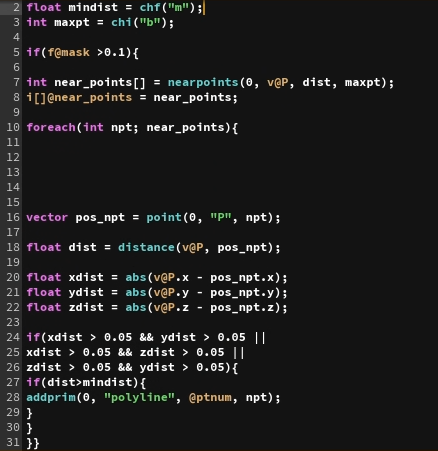 2 float mindist = chf("m");
3 int maxpt = chi("b");
4
5 if(f@mask >0.1){
6
7 int near_points[] = nearpoints(0, v@P, dist, maxpt);
8 i[]@near_points = near_points;
9
10 foreach(int npt; near_points){
11
12
13
14
15
16 vector pos_npt = point(0, "P", npt);
17
18 float dist = distance(v@P, pos_npt);
19
20 float xdist = abs(v@P.x - pos_npt.x);
21 float ydist = abs(v@P.y - pos_npt.y);
22 float zdist = abs(v@P.z - pos_npt.z);
23
24 if(xdist > 0.05 && ydist > 0.05 ||
25 xdist > 0.05 && zdist > 0.05 ||
26 zdist > 0.05 && ydist > 0.05){
27 if(dist>mindist){
28 addprim(0, "polyline", @ptnum, npt);
29 }
30 }
31 }}